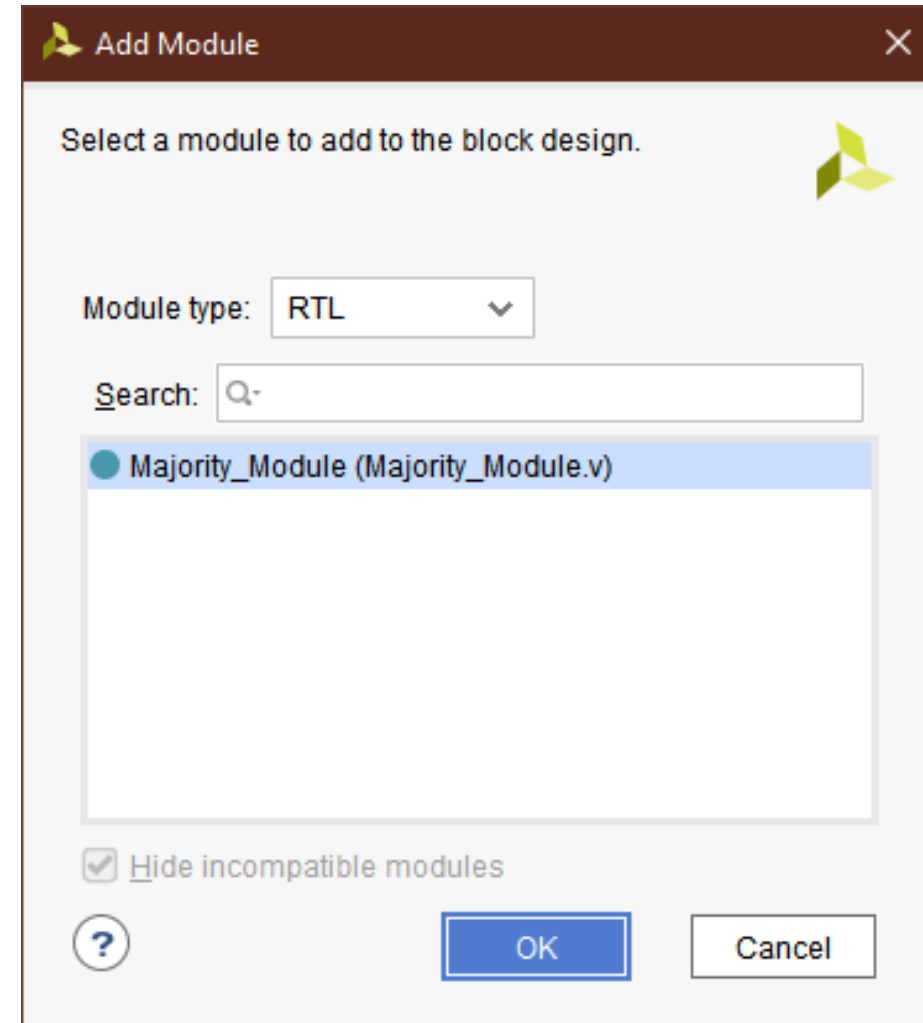 Add Module
Select a module to add to the block design.
Module type: RTL
Search:
Majority_Module (Majority_Module.v)
Hide incompatible modules
? OK Cancel